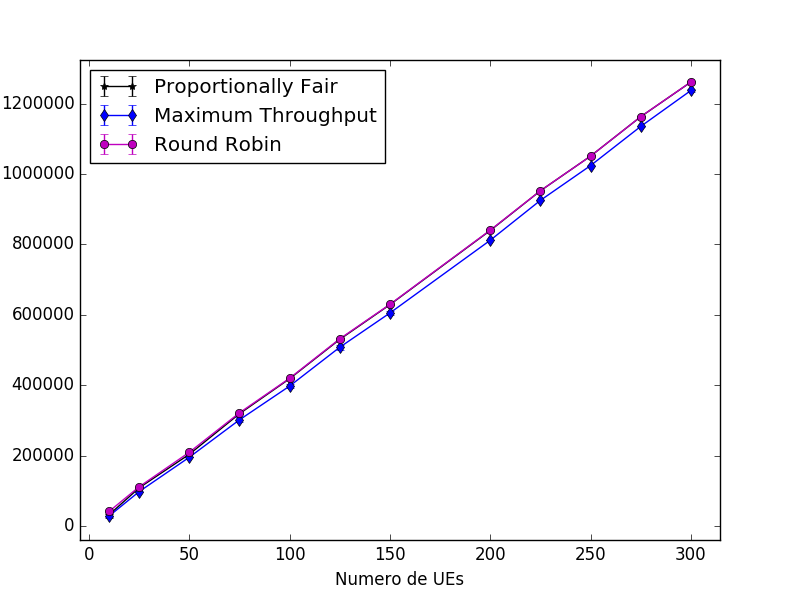 Proportionally Fair
Maximum Throughput
Round Robin
1200000
1000000
800000
600000
400000
200000
0
0 50 100 150 200 250 300
Numero de UEs